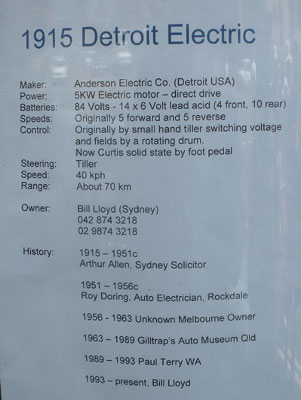 1915 Detroit Electric
Maker: Anderson Electric Co. (Detroit USA)
Power: 5KW Electric motor – direct drive
Batteries: 84 Volts - 14 x 6 Volt lead acid (4 front, 10 rear)
Speeds: Originally 5 forward and 5 reverse
Control: Originally by small hand tiller switching voltage
and fields by a rotating drum.
Now Curtis solid state by foot pedal
Steering: Tiller
Speed: 40 kph
Range: About 70 km
Owner: Bill Lloyd (Sydney)
042 874 3218
02 9874 3218
History: 1915 – 1951c
Arthur Allen, Sydney Solicitor
1951 – 1956c
Roy Doring, Auto Electrician, Rockdale
1956 - 1963 Unknown Melbourne Owner
1963 – 1989 Gilltrap's Auto Museum Qld
1989 – 1993 Paul Terry WA
1993 – present, Bill Lloyd